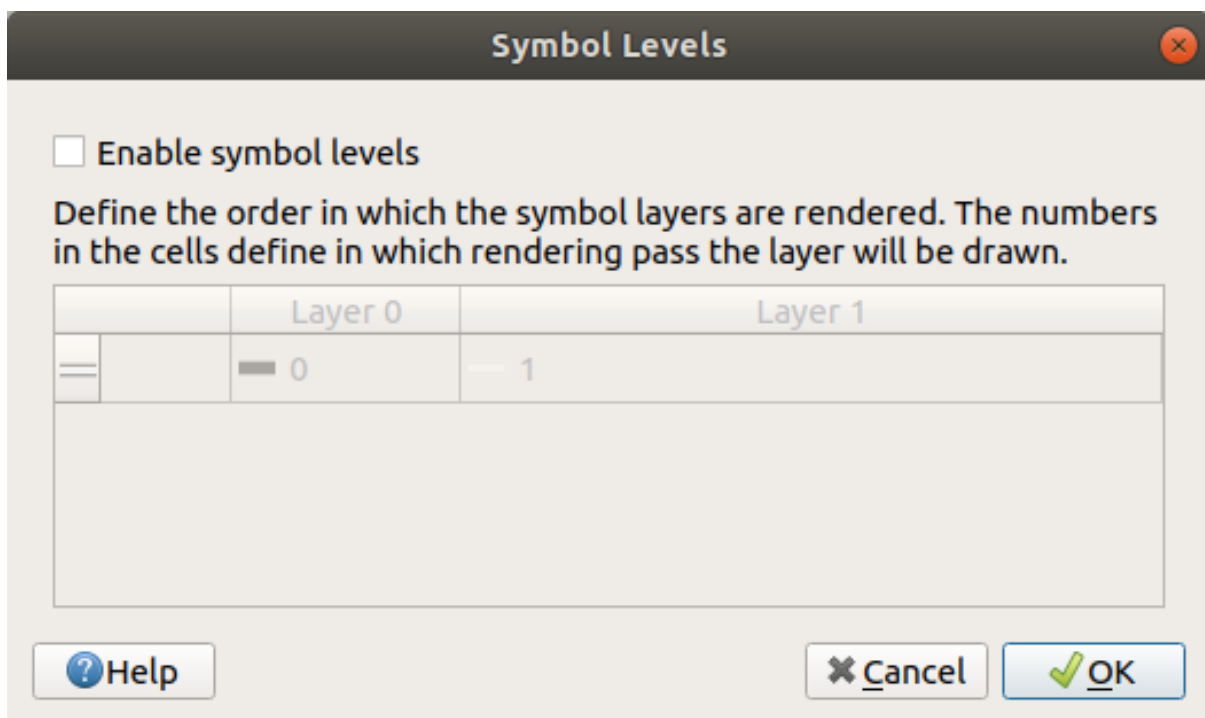 Symbol Levels
Enable symbol levels
Define the order in which the symbol layers are rendered. The numbers
in the cells define in which rendering pass the layer will be drawn.
Layer 0 Layer 1
0 1
Help Cancel OK